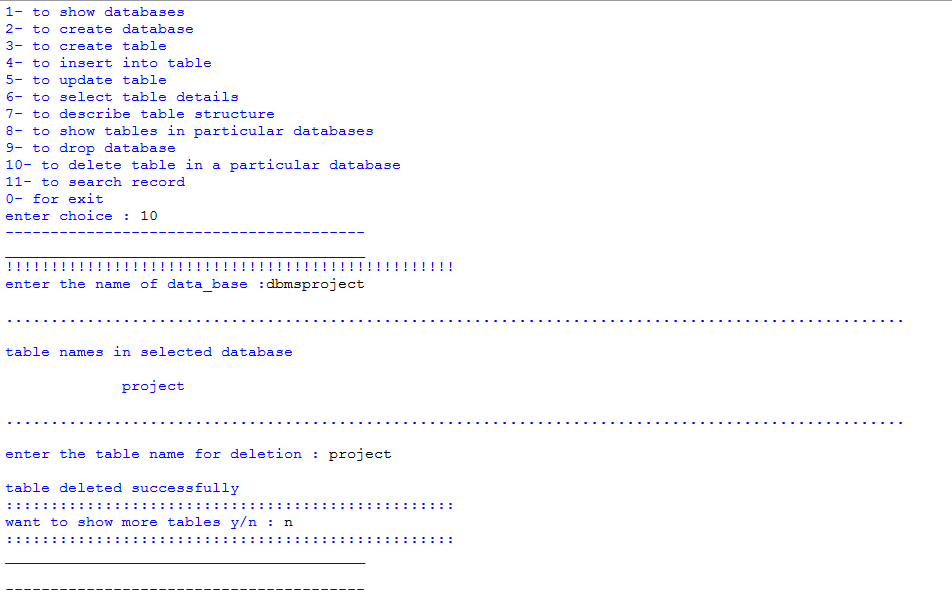 1- to show databases
2- to create database
3- to create table
4- to insert into table
5- to update table
6- to select table details
7- to describe table structure
8- to show tables in particular databases
9- to drop database
10- to delete table in a particular database
11- to search record
0- for exit
enter choice : 10
----------------------------------------
________________________________________
!!!!!!!!!!!!!!!!!!!!!!!!!!!!!!!!!!!!!!!!!!!!!!!!!!
enter the name of data_base :dbmsproject
....................................................................................................
table names in selected database
project
....................................................................................................
enter the table name for deletion : project
table deleted successfully
::::::::::::::::::::::::::::::::::::::::::::::::::
want to show more tables y/n : n
::::::::::::::::::::::::::::::::::::::::::::::::::
________________________________________
----------------------------------------